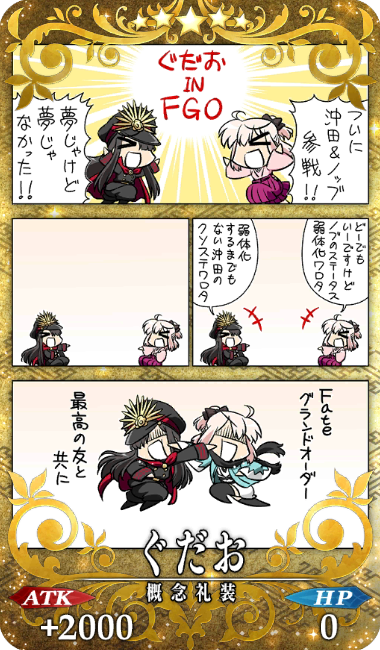 ぐだお
IN
FGO
ついに
沖田&ノッブ
参戦!!
夢じゃけど
夢じゃ
なかった!!
どーでも
いーですけど
ノブのステータス
弱体化ワロタ
弱体化
するまでも
ない沖田の
クソステワロタ
Fate
グランドオーダー
最高の友と
共に
ぐだお
概念礼装
ATK
HP
+2000
0